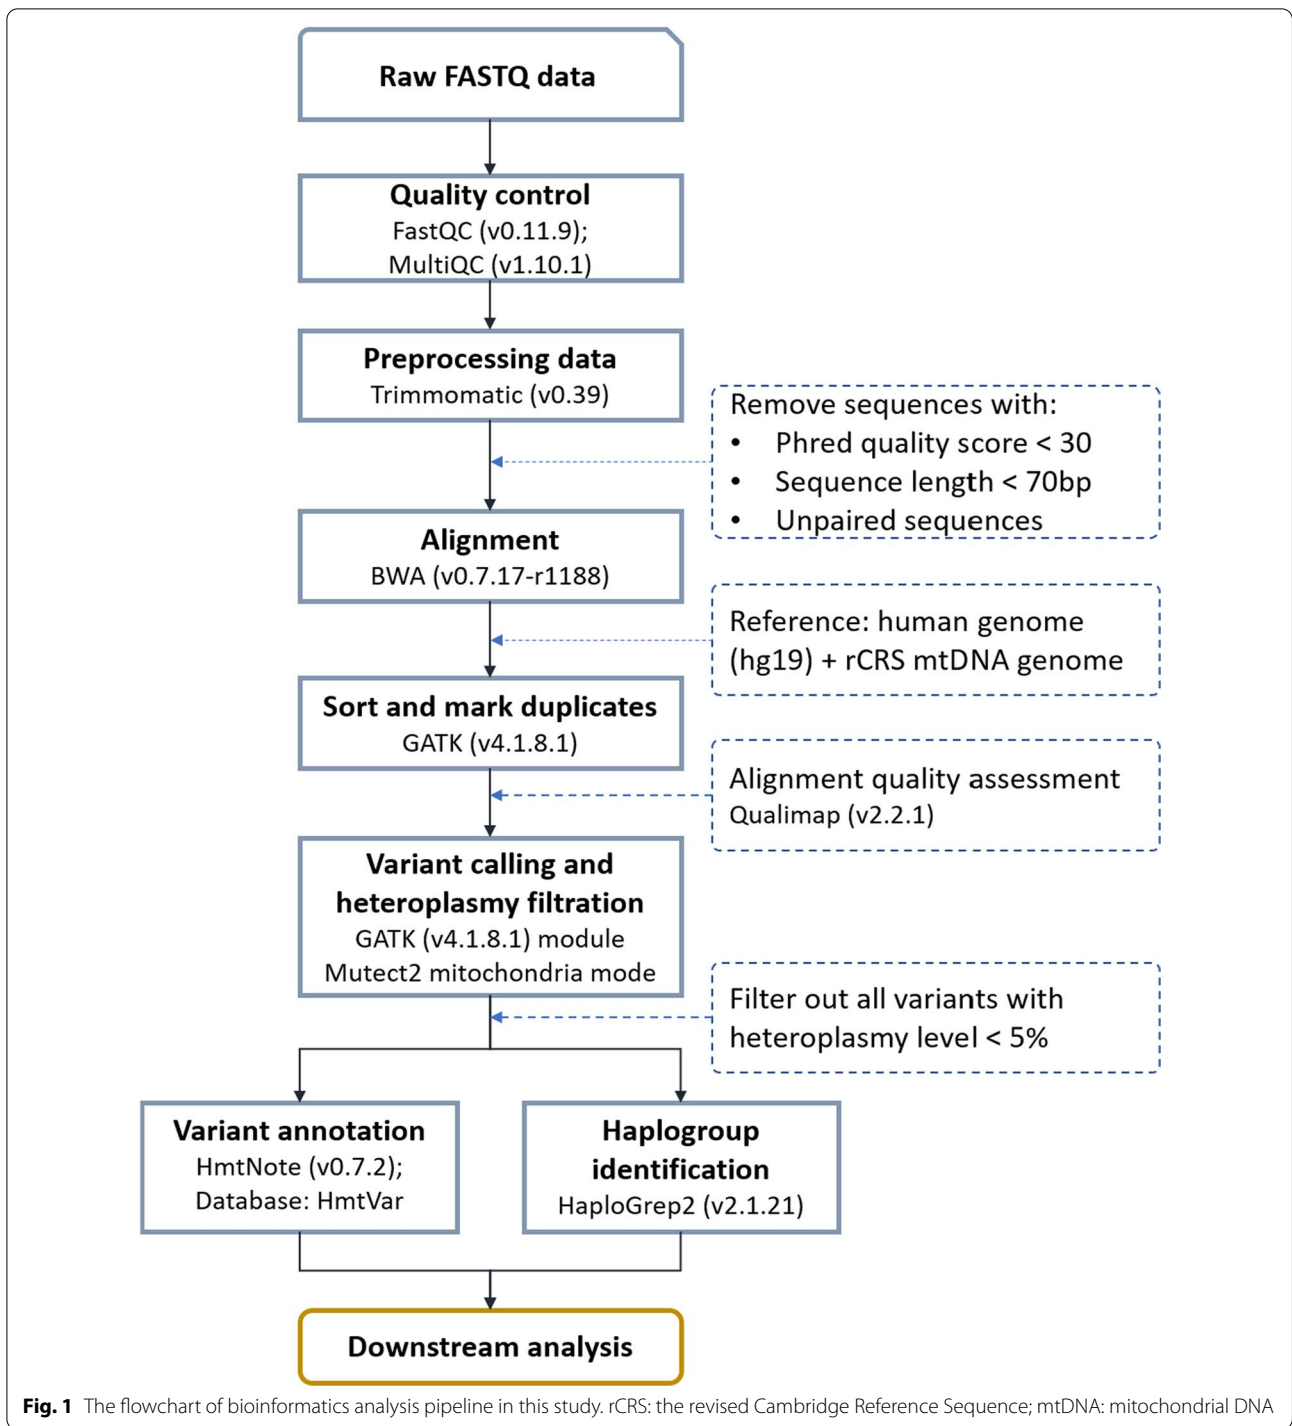 Raw FASTQ data
Quality control
FastQC (v0.11.9);
MultiQC (v1.10.1)
Preprocessing data
Trimmomatic (v0.39)
Remove sequences with:
• Phred quality score < 30
• Sequence length < 70bp
• Unpaired sequences
Alignment
BWA (v0.7.17-r1188)
Reference: human genome
(hg19) + rCRS mtDNA genome
Sort and mark duplicates
GATK (v4.1.8.1)
Alignment quality assessment
Qualimap (v2.2.1)
Variant calling and
heteroplasmy filtration
GATK (v4.1.8.1) module
Mutect2 mitochondria mode
Filter out all variants with
heteroplasmy level < 5%
Variant annotation
HmtNote (v0.7.2);
Database: HmtVar
Haplogroup
identification
HaploGrep2 (v2.1.21)
Downstream analysis
Fig. 1 The flowchart of bioinformatics analysis pipeline in this study. rCRS: the revised Cambridge Reference Sequence; mtDNA: mitochondrial DNA